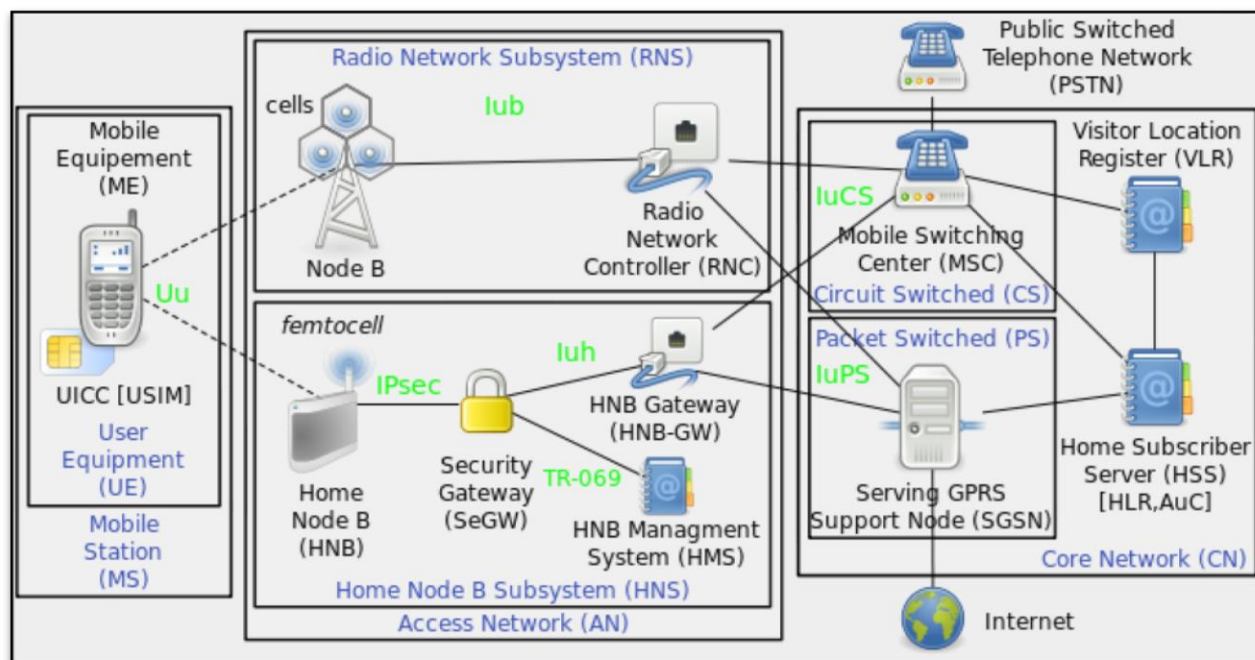 Public Switched
Telephone Network
(PSTN)
Radio Network Subsystem (RNS)
cells
Iub
Mobile
Equipement
(ME)
Visitor Location
Register (VLR)
IuCS
Radio
Network
Controller (RNC)
Node B
Mobile Switching
Center (MSC)
Circuit Switched (CS)
Uu
femtocell
Iuh
Packet Switched (PS)
IuPS
IPsec
UICC [USIM]
HNB Gateway
(HNB-GW)
User
Equipment
(UE)
Home Subscriber
Server (HSS)
[HLR,AuC]
Security
Gateway
(SeGW)
TR-069
Home
Node B
(HNB)
Serving GPRS
Support Node (SGSN)
Mobile
Station
(MS)
HNB Managment
System (HMS)
Core Network (CN)
Home Node B Subsystem (HNS)
Access Network (AN)
Internet